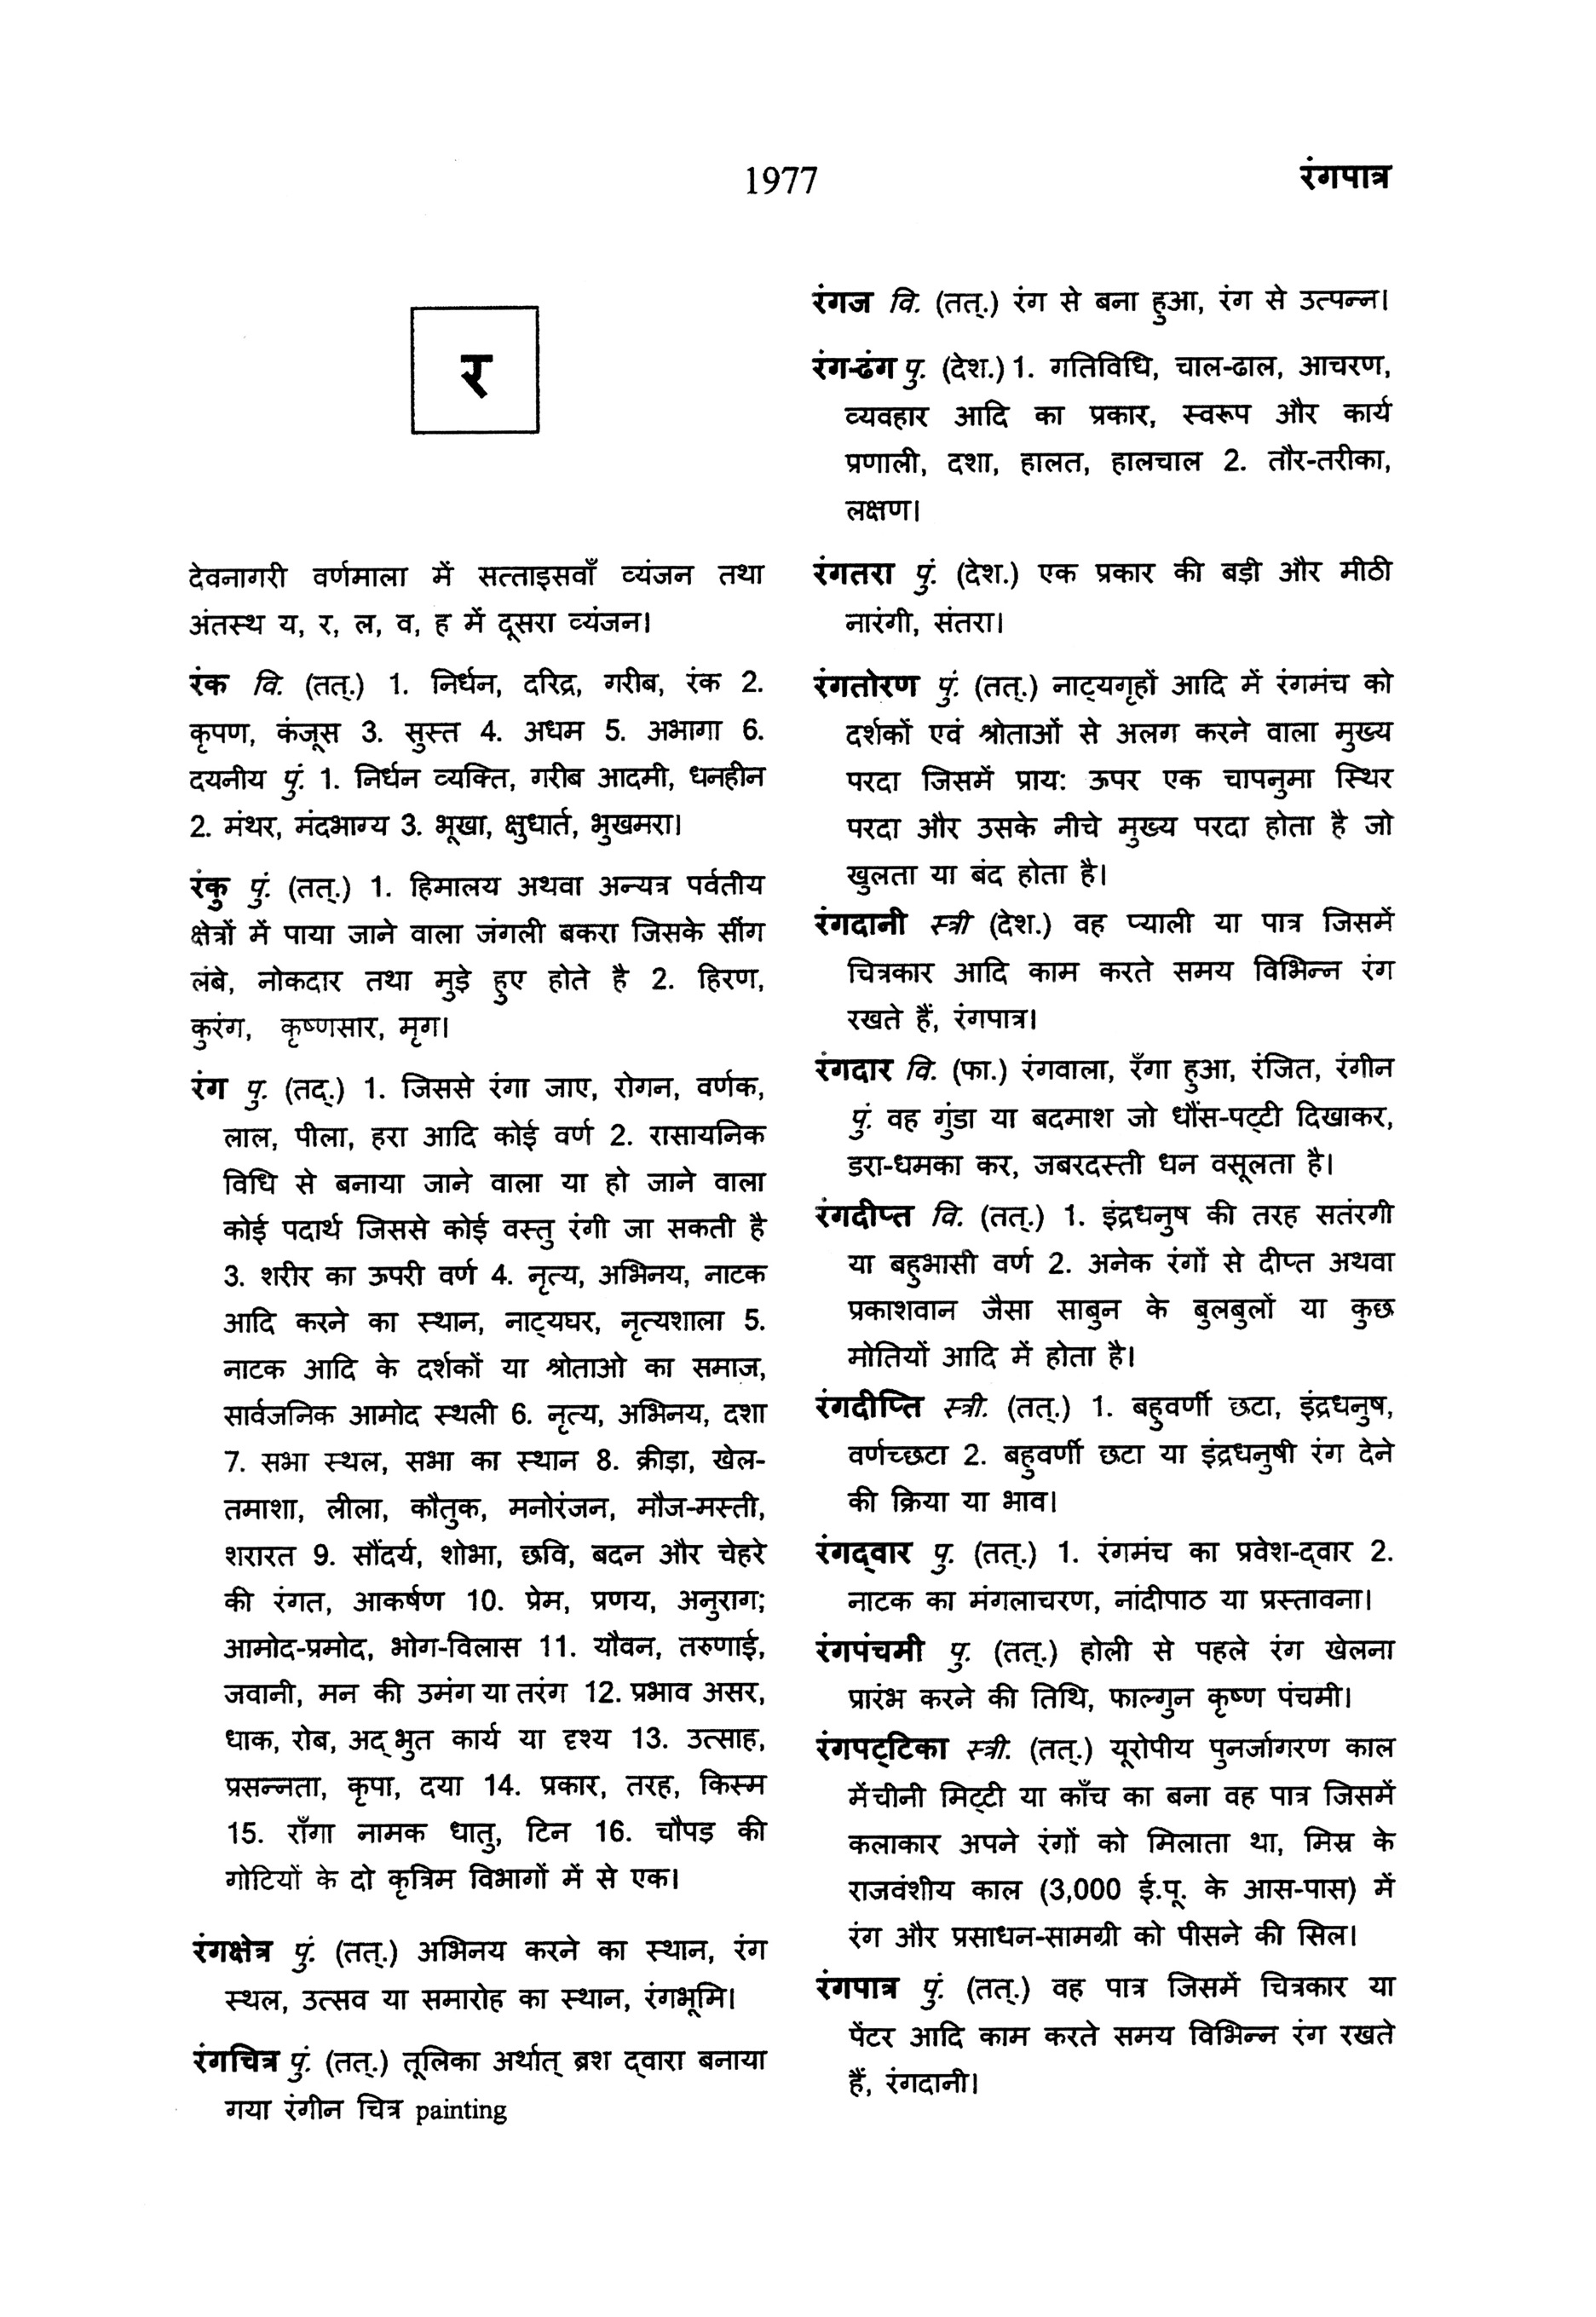 1977
रंगपात्र
र
देवनागरी वर्णमाला में सत्ताइसवाँ व्यंजन तथा
अंतस्थ य, र, ल, व, ह में दूसरा व्यंजन।
रंक वि. (तत्.) 1. निर्धन, दरिद्र, गरीब, रंक 2.
कृपण, कंजूस 3. सुस्त 4. अधम 5. अभागा 6.
दयनीय पुं. 1. निर्धन व्यक्ति, गरीब आदमी, धनहीन
2. मंथर, मंदभाग्य 3. भूखा, क्षुधार्त, भुखमरा।
रंकु पुं. (तत्.) 1. हिमालय अथवा अन्यत्र पर्वतीय
क्षेत्रों में पाया जाने वाला जंगली बकरा जिसके सींग
लंबे, नोकदार तथा मुड़े हुए होते है 2. हिरण,
कुरंग, कृष्णसार, मृग।
रंग पु. (तद्.) 1. जिससे रंगा जाए, रोगन, वर्णक,
लाल, पीला, हरा आदि कोई वर्ण 2. रासायनिक
विधि से बनाया जाने वाला या हो जाने वाला
कोई पदार्थ जिससे कोई वस्तु रंगी जा सकती है
3. शरीर का ऊपरी वर्ण 4. नृत्य, अभिनय, नाटक
आदि करने का स्थान, नाट्यघर, नृत्यशाला 5.
नाटक आदि के दर्शकों या श्रोताओ का समाज,
सार्वजनिक आमोद स्थली 6. नृत्य, अभिनय, दशा
7. सभा स्थल, सभा का स्थान 8. क्रीड़ा, खेल-
तमाशा, लीला, कौतुक, मनोरंजन, मौज-मस्ती,
शरारत 9. सौंदर्य, शोभा, छवि, बदन और चेहरे
की रंगत, आकर्षण 10. प्रेम, प्रणय, अनुराग;
आमोद-प्रमोद, भोग-विलास 11. यौवन, तरुणाई,
जवानी, मन की उमंग या तरंग 12. प्रभाव असर,
धाक, रोब, अद् भुत कार्य या दृश्य 13. उत्साह,
प्रसन्नता, कृपा, दया 14. प्रकार, तरह, किस्म
15. राँगा नामक धातु, टिन 16. चौपड़ की
गोटियों के दो कृत्रिम विभागों में से एक।
रंगक्षेत्र पुं. (तत्.) अभिनय करने का स्थान, रंग
स्थल, उत्सव या समारोह का स्थान, रंगभूमि।
रंगचित्र पुं. (तत्.) तूलिका अर्थात् ब्रश द्वारा बनाया
गया रंगीन चित्र painting
रंगज वि. (तत्.) रंग से बना हुआ, रंग से उत्पन्न।
रंग-ढंग पु. (देश.) 1. गतिविधि, चाल-ढाल, आचरण,
व्यवहार आदि का प्रकार, स्वरूप और कार्य
प्रणाली, दशा, हालत, हालचाल 2. तौर-तरीका,
लक्षण।
रंगतरा पुं. (देश.) एक प्रकार की बड़ी और मीठी
नारंगी, संतरा।
रंगतोरण पुं. (तत्.) नाट्यगृहों आदि में रंगमंच को
दर्शकों एवं श्रोताओं से अलग करने वाला मुख्य
परदा जिसमें प्राय: ऊपर एक चापनुमा स्थिर
परदा और उसके नीचे मुख्य परदा होता है जो
खुलता या बंद होता है।
रंगदानी स्त्री (देश.) वह प्याली या पात्र जिसमें
चित्रकार आदि काम करते समय विभिन्न रंग
रखते हैं, रंगपात्र।
रंगदार वि. (फा.) रंगवाला, रँगा हुआ, रंजित, रंगीन
पुं. वह गुंडा या बदमाश जो धौंस-पट्टी दिखाकर,
डरा-धमका कर, जबरदस्ती धन वसूलता है।
रंगदीप्त वि. (तत्.) 1. इंद्रधनुष की तरह सतंरगी
या बहुभासी वर्ण 2. अनेक रंगों से दीप्त अथवा
प्रकाशवान जैसा साबुन के बुलबुलों या कुछ
मोतियों आदि में होता है।
रंगदीप्ति स्त्री. (तत्.) 1. बहुवर्णी छटा, इंद्रधनुष,
वर्णच्छटा 2. बहुवर्णी छटा या इंद्रधनुषी रंग देने
की क्रिया या भाव।
रंगद्वार पु. (तत्.) 1. रंगमंच का प्रवेश-द्वार 2.
नाटक का मंगलाचरण, नांदीपाठ या प्रस्तावना।
रंगपंचमी पु. (तत्.) होली से पहले रंग खेलना
प्रारंभ करने की तिथि, फाल्गुन कृष्ण पंचमी।
रंगपट्टिका स्त्री. (तत्.) यूरोपीय पुनर्जागरण काल
मेंचीनी मिट्टी या काँच का बना वह पात्र जिसमें
कलाकार अपने रंगों को मिलाता था, मिस्र के
राजवंशीय काल (3,000 ई.पू. के आस-पास) में
रंग और प्रसाधन-सामग्री को पीसने की सिल।
रंगपात्र पुं. (तत्.) वह पात्र जिसमें चित्रकार या
पेंटर आदि काम करते समय विभिन्न रंग रखते
हैं, रंगदानी।